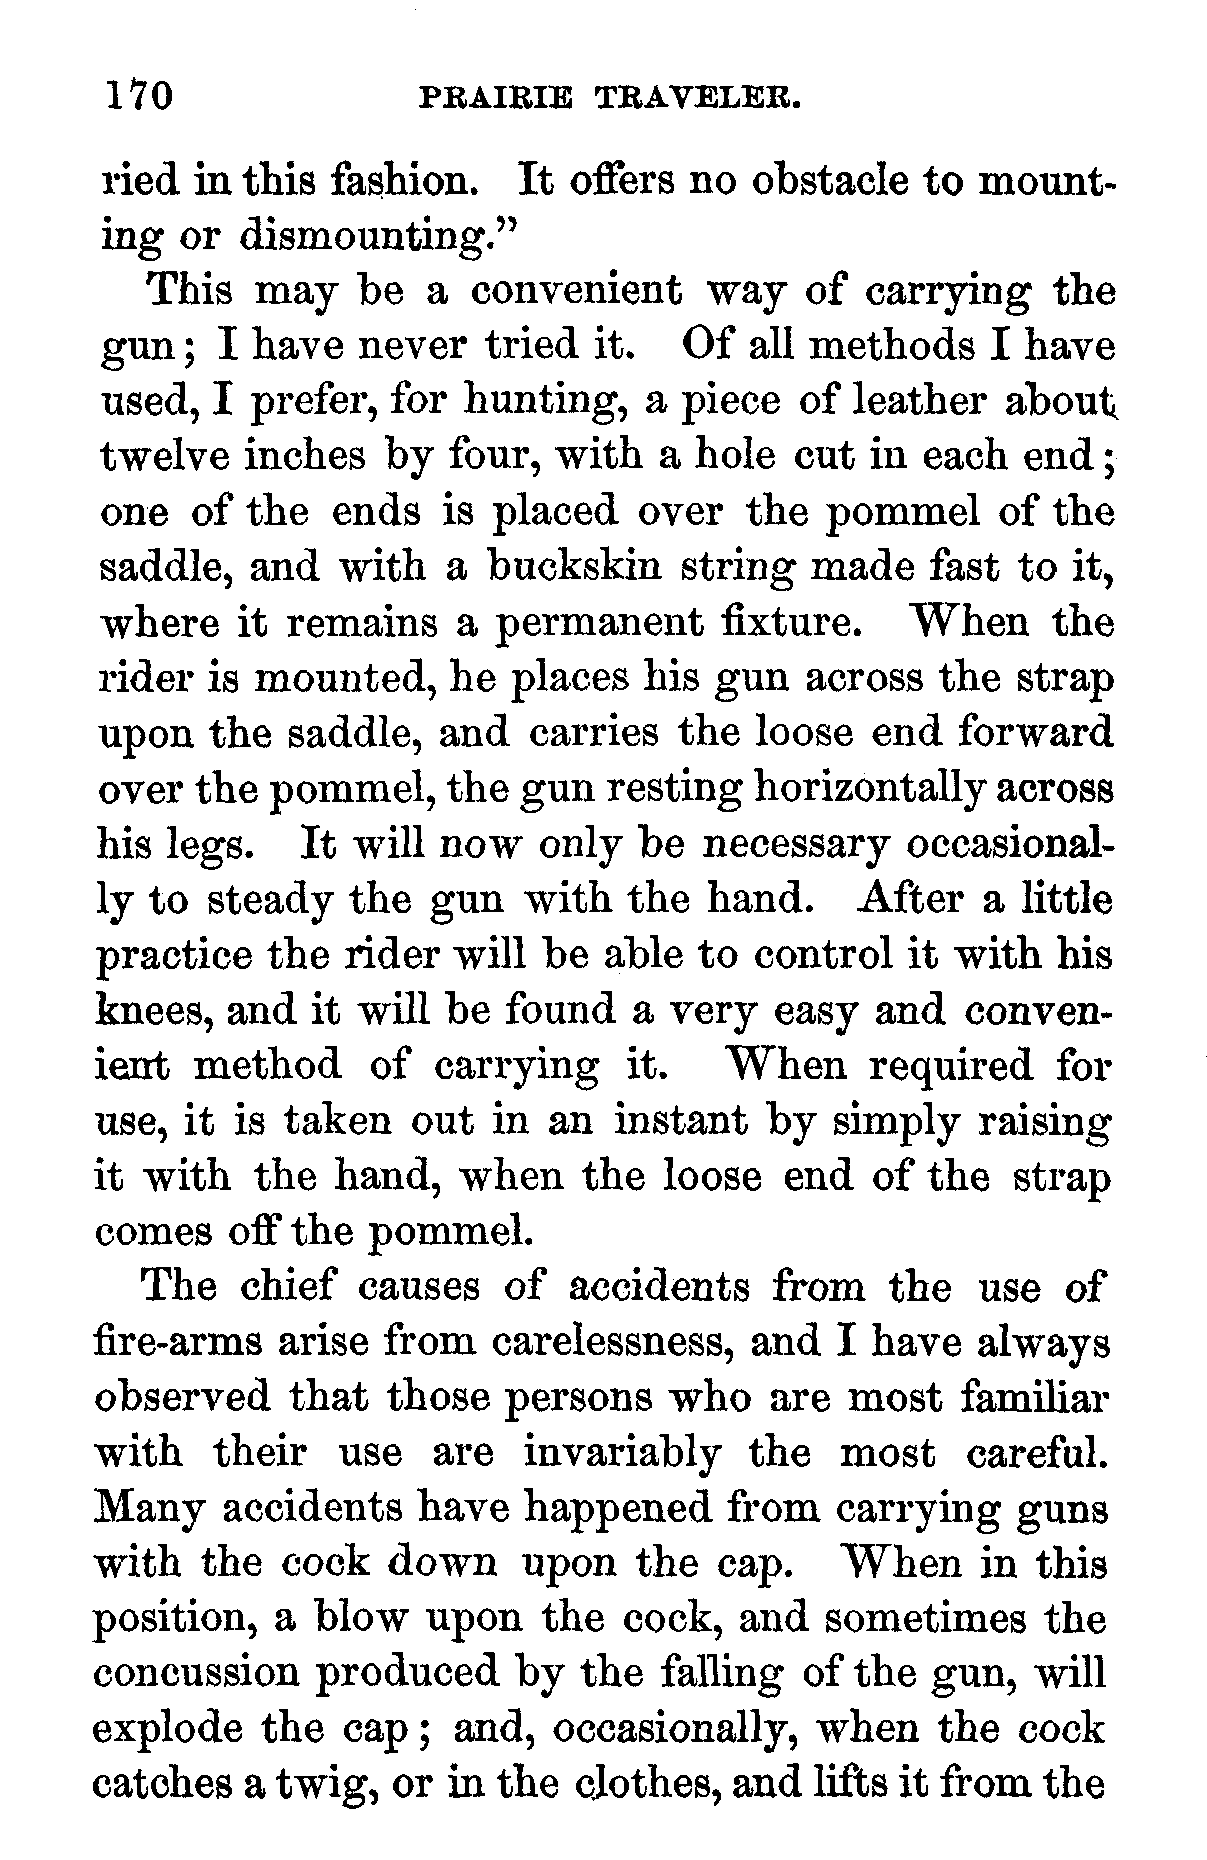 170 PRAIRIE TRAVELER.
ried in this fashion. It offers no obstacle to mount-
ing or dismounting."
This may be a convenient way of carrying the
gun; I have never tried it. Of all methods I have
used, I prefer, for hunting, a piece of leather about
twelve inches by four, with a hole cut in each end;
one of the ends is placed over the pommel of the
saddle, and with a buckskin string made fast to it,
where it remains a permanent fixture. When the
rider is mounted, he places his gun across the strap
upon the saddle, and carries the loose end forward
over the pommel, the gun resting horizontally across
his legs. It will now only be necessary occasional-
ly to steady the gun with the hand. After a little
practice the rider will be able to control it with his
knees, and it will be found a very easy and conven-
ient method of carrying it. When required for
use, it is taken out in an instant by simply raising
it with the hand, when the loose end of the strap
comes off the pommel.
The chief causes of accidents from the use of
fire-arms arise from carelessness, and I have always
observed that those persons who are most familiar
with their use are invariably the most careful.
Many accidents have happened from carrying guns
with the cock down upon the cap. When in this
position, a blow upon the cock, and sometimes the
concussion produced by the falling of the gun, will
explode the cap; and, occasionally, when the cock
catches a twig, or in the clothes, and lifts it from the